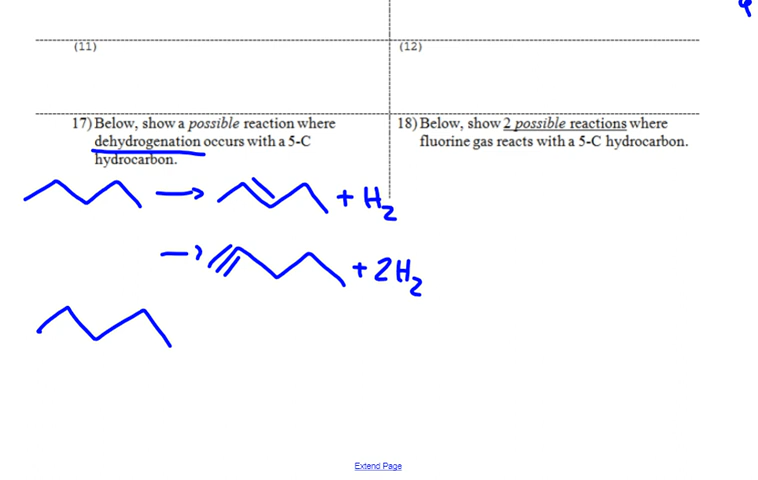 (11)
(12)
17) Below, show a possible reaction where
dehydrogenation occurs with a 5-C
hydrocarbon.
18) Below, show 2 possible reactions where
fluorine gas reacts with a 5-C hydrocarbon.
+ H₂
+ 2H₂
Extend Page